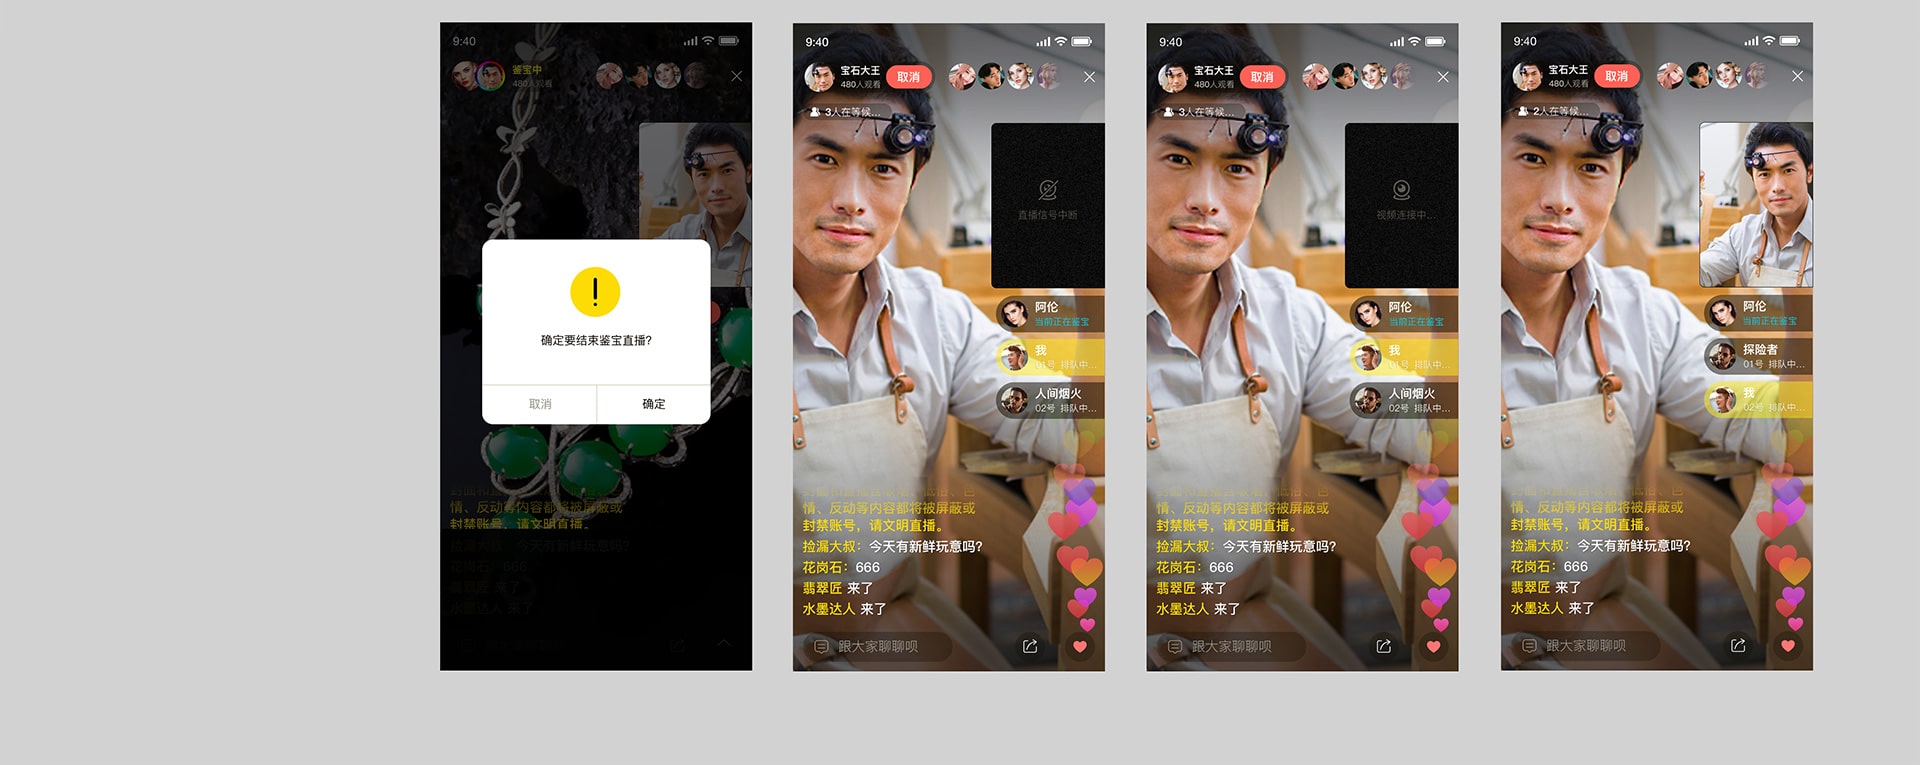 9:40
鉴宝中
480人观看
确定要结束鉴宝直播?
取消
确定
情、反动等内容都将被屏蔽或
封禁账号，请文明直播。
捡漏大叔：今天有新鲜玩意吗?
花岗石：666
翡翠匠 来了
水墨达人 来了
9:40
宝石大王
480人观看
取消
3人在等候...
直播信号中断
阿伦
当前正在鉴宝
我
01号 排队中...
人间烟火
02号 排队中...
情、反动等内容都将被屏蔽或
封禁账号，请文明直播。
捡漏大叔：今天有新鲜玩意吗?
花岗石：666
翡翠匠 来了
水墨达人 来了
跟大家聊聊呗
9:40
宝石大王
480人观看
取消
3人在等候...
视频连接中...
阿伦
当前正在鉴宝
我
01号 排队中...
人间烟火
02号 排队中...
情、反动等内容都将被屏蔽或
封禁账号，请文明直播。
捡漏大叔：今天有新鲜玩意吗?
花岗石：666
翡翠匠 来了
水墨达人 来了
跟大家聊聊呗
9:40
宝石大王
480人观看
取消
2人在等候...
阿伦
当前正在鉴宝
探险者
01号 排队中...
我
02号 排队中...
情、反动等内容都将被屏蔽或
封禁账号，请文明直播。
捡漏大叔：今天有新鲜玩意吗?
花岗石：666
翡翠匠 来了
水墨达人 来了
跟大家聊聊呗